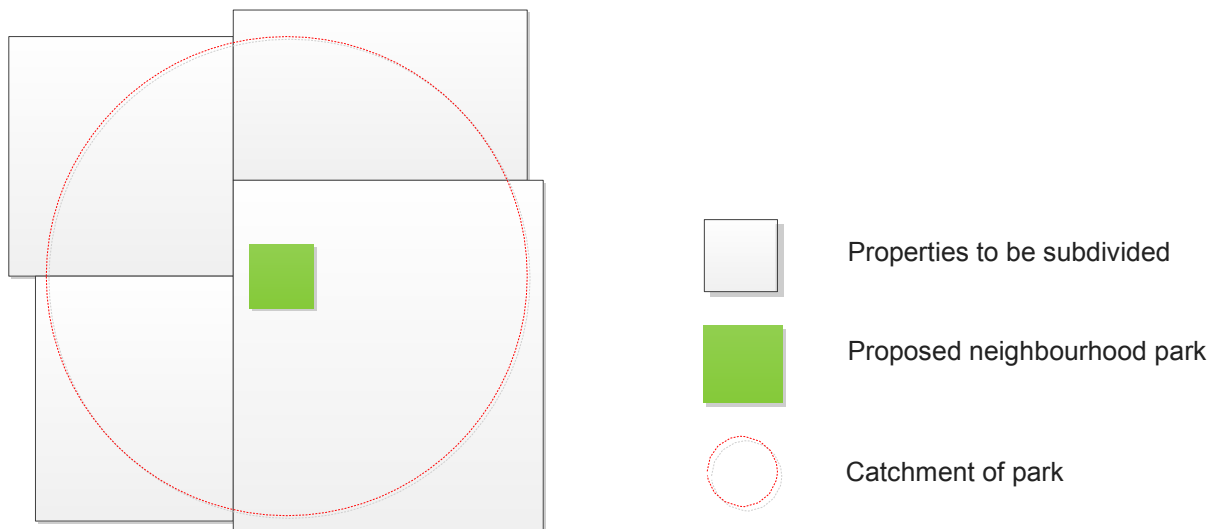 Properties to be subdivided
Proposed neighbourhood park
Catchment of park